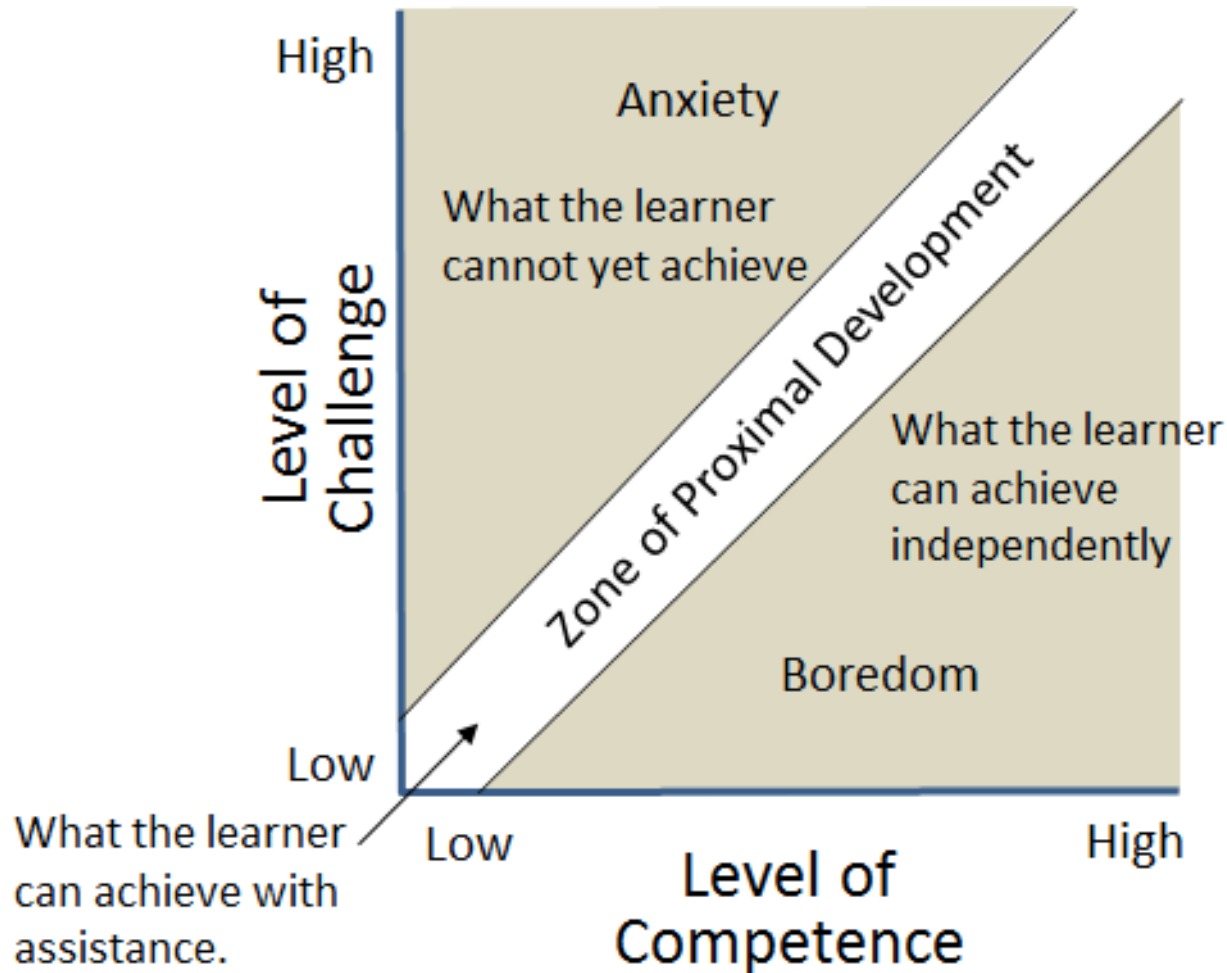 High
Anxiety
What the learner
cannot yet achieve
Level of
Challenge
Zone of Proximal Development
What the learner
can achieve
independently
Boredom
Low
What the learner
can achieve with
assistance.
Low
High
Level of
Competence